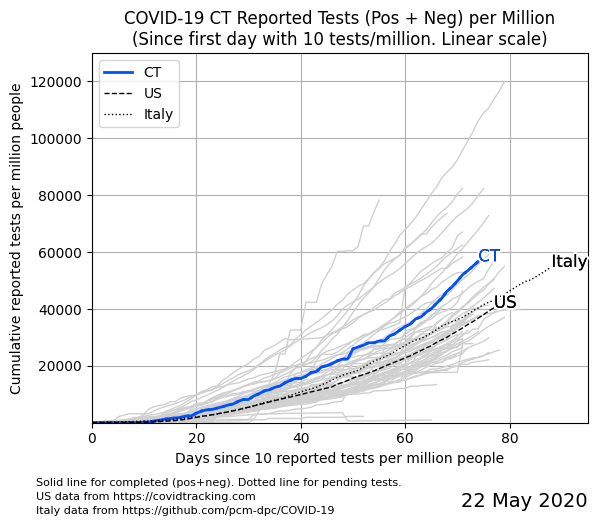 COVID-19 CT Reported Tests (Pos + Neg) per Million
(Since first day with 10 tests/million. Linear scale)
Cumulative reported tests per million people
120000
100000
80000
60000
40000
20000
CT
US
Italy
CT
Italy
US
0
20
40
60
80
Days since 10 reported tests per million people
Solid line for completed (pos+neg). Dotted line for pending tests.
US data from https://covidtracking.com
Italy data from https://github.com/pcm-dpc/COVID-19
22 May 2020